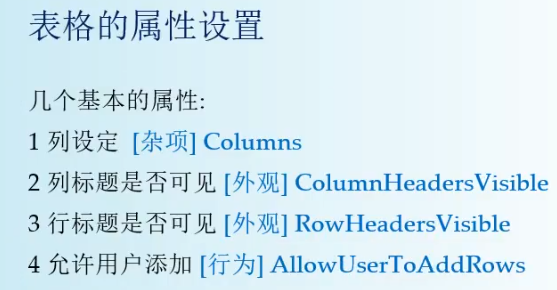 表格的属性设置
几个基本的属性:
1 列设定 [杂项] Columns
2 列标题是否可见 [外观] ColumnHeadersVisible
3 行标题是否可见 [外观] RowHeadersVisible
4 允许用户添加 [行为] AllowUserToAddRows